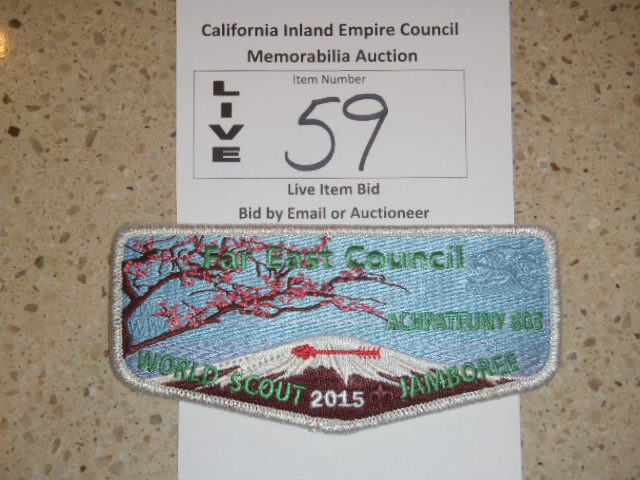 California Inland Empire Council
Memorabilia Auction
Item Number
LIVE
59
Live Item Bid
Bid by Email or Auctioneer
Far East Council
ACHPATEUNY 803
WORLD SCOUT 2015 JAMBOREE